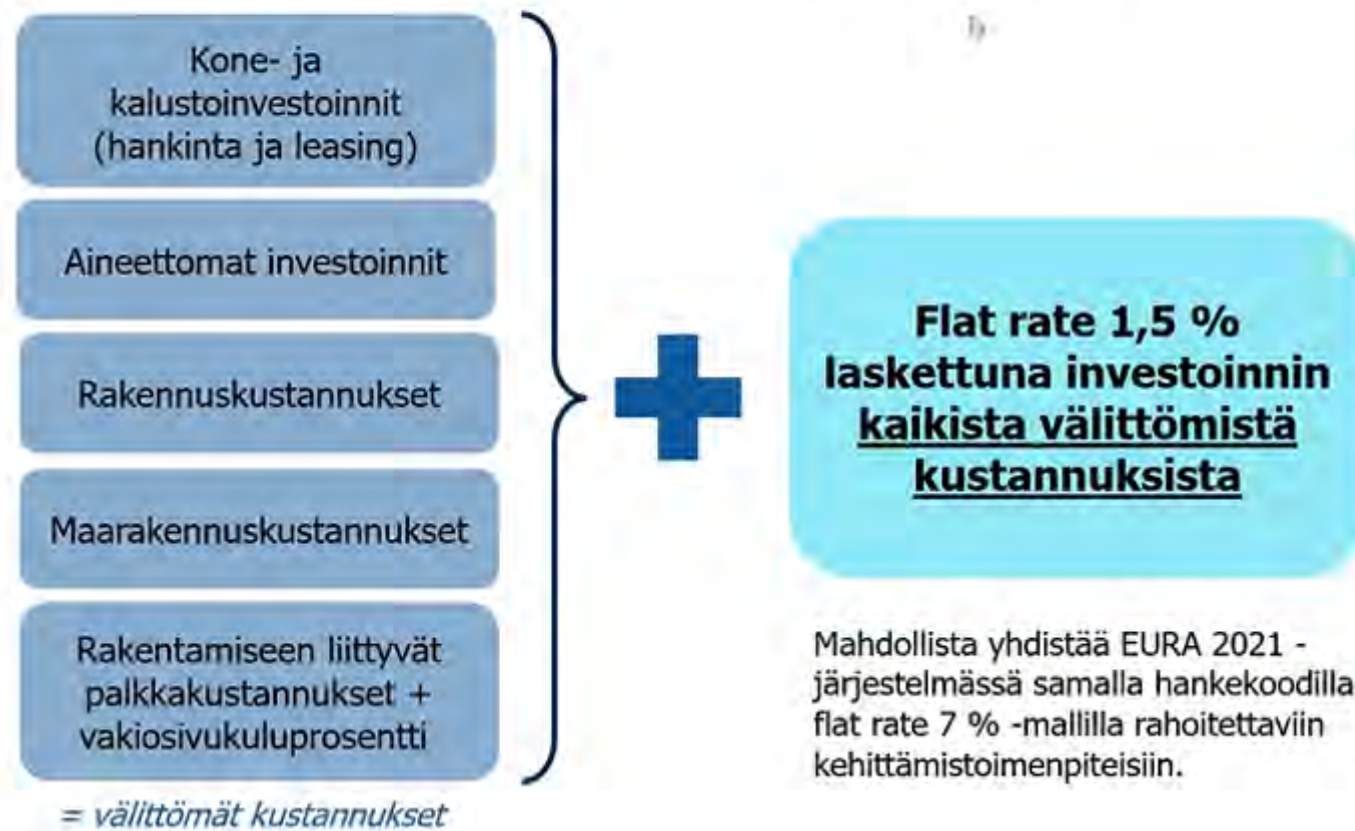 Kone- ja
kalustoinvestoinnit
(hankinta ja leasing)
Aineettomat investoinnit
Rakennuskustannukset
Maarakennuskustannukset
Rakentamiseen liittyvät
palkkakustannukset +
vakiosivukuluprosentti
= välittömät kustannukset
Flat rate 1,5 %
laskettuna investoinnin
kaikista välittömistä
kustannuksista
Mahdollista yhdistää EURA 2021 -
järjestelmässä samalla hankekoodilla
flat rate 7 % -mallilla rahoitettaviin
kehittämistoimenpiteisiin.